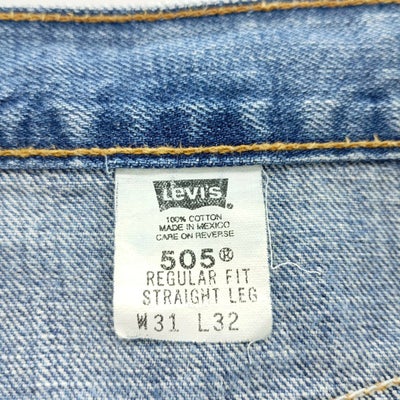 Levi's
100% COTTON
MADE IN MEXICO
CARE ON REVERSE
505®
REGULAR FIT
STRAIGHT LEG
W31 L32